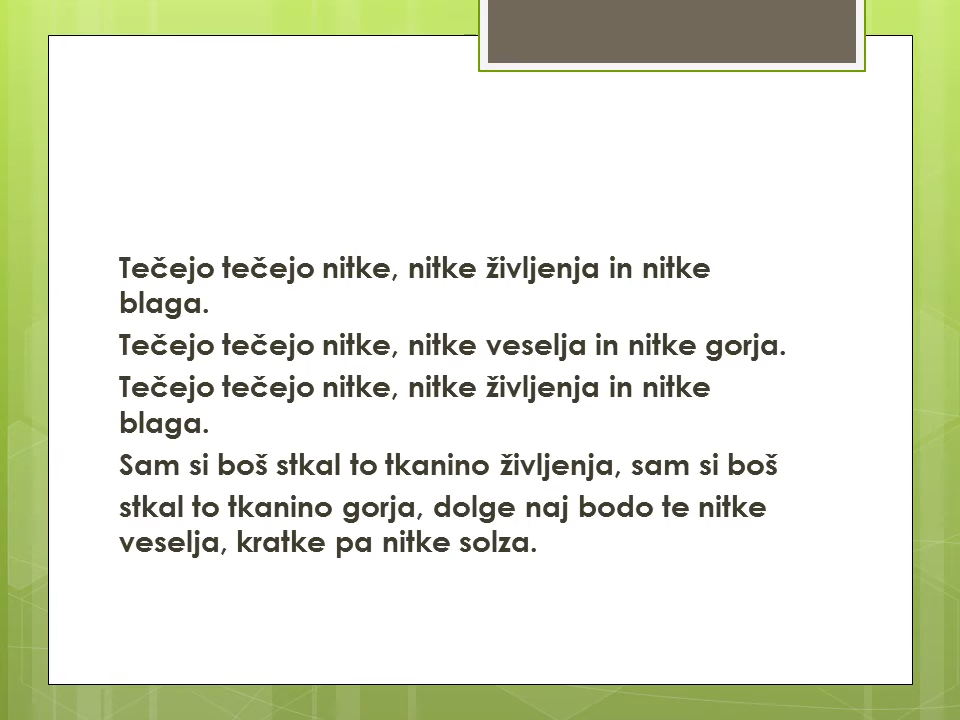 Tečejo tečejo nitke, nitke življenja in nitke
blaga.
Tečejo tečejo nitke, nitke veselja in nitke gorja.
Tečejo tečejo nitke, nitke življenja in nitke
blaga.
Sam si boš stkal to tkanino življenja, sam si boš
stkal to tkanino gorja, dolge naj bodo te nitke
veselja, kratke pa nitke solza.